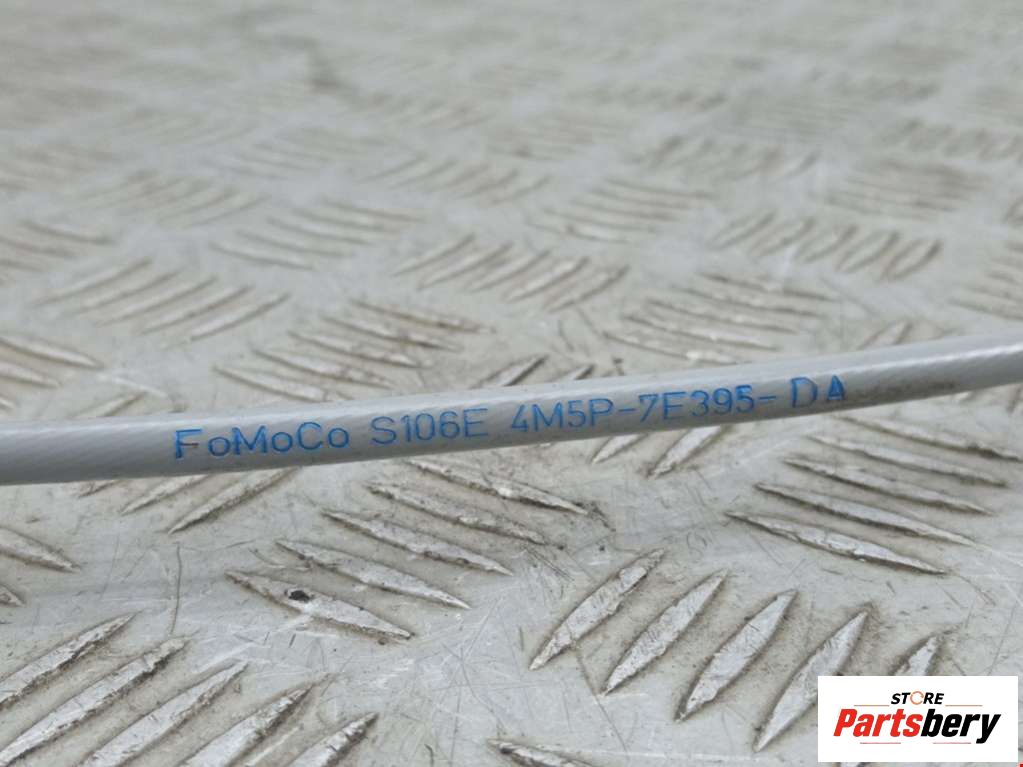 FoMoCo S106E 4M5P-7E395-DA
STORE
Partsbery